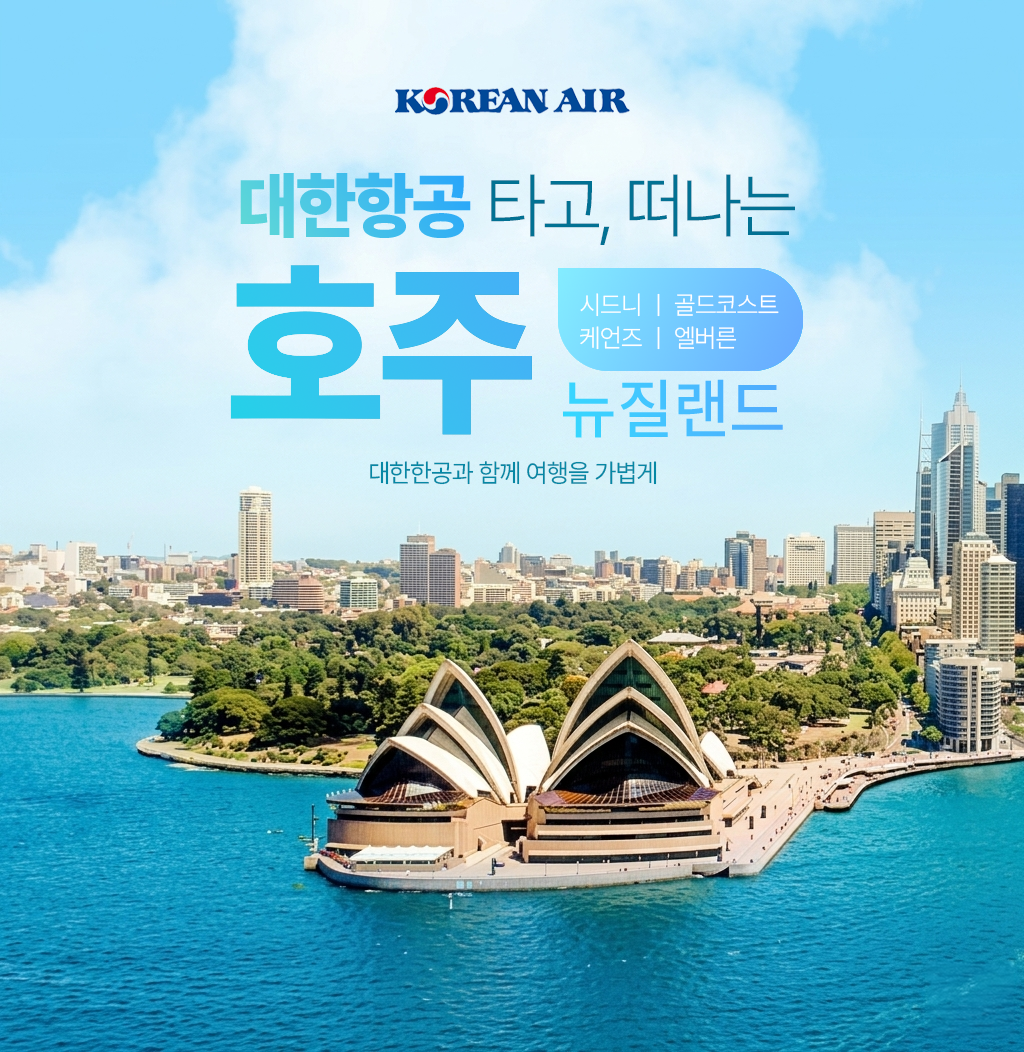 KOREAN AIR
대한항공 타고, 떠나는
호주
시드니 | 골드코스트
케언즈 | 엘버른
뉴질랜드
대한한공과 함께 여행을 가볍게